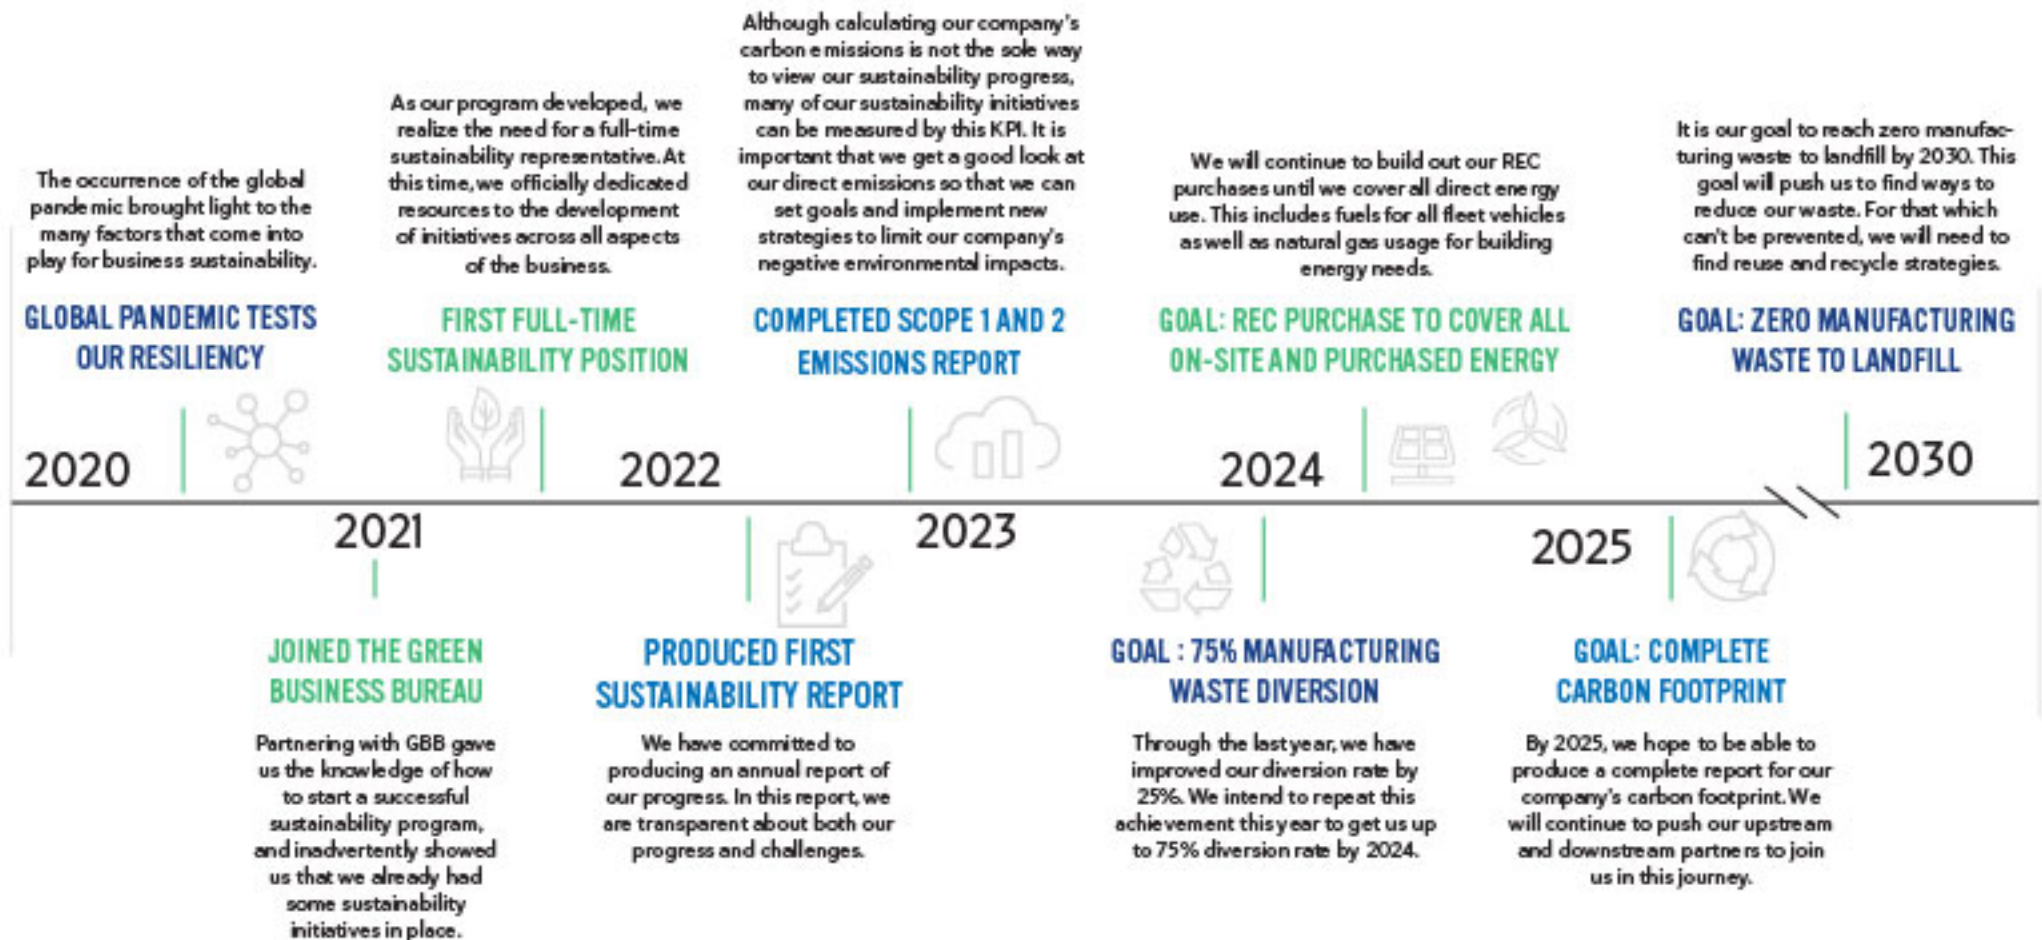 The occurrence of the global
pandemic brought light to the
many factors that come into
play for business sustainability.
GLOBAL PANDEMIC TESTS
OUR RESILIENCY
2020
2021
JOINED THE GREEN
BUSINESS BUREAU
Partnering with GBB gave
us the knowledge of how
to start a successful
sustainability program,
and inadvertently showed
us that we already had
some sustainability
initiatives in place.
As our program developed, we
realize the need for a full-time
sustainability representative. At
this time, we officially dedicated
resources to the development
of initiatives across all aspects
of the business.
FIRST FULL-TIME
SUSTAINABILITY POSITION
2022
PRODUCED FIRST
SUSTAINABILITY REPORT
We have committed to
producing an annual report of
our progress. In this report, we
are transparent about both our
progress and challenges.
Although calculating our company's
carbon emissions is not the sole way
to view our sustainability progress,
many of our sustainability initiatives
can be measured by this KPI. It is
important that we get a good look at
our direct emissions so that we can
set goals and implement new
strategies to limit our company's
negative environmental impacts.
COMPLETED SCOPE 1 AND 2
EMISSIONS REPORT
2023
GOAL : 75% MANUFACTURING
WASTE DIVERSION
Through the last year, we have
improved our diversion rate by
25%. We intend to repeat this
achievement this year to get us up
to 75% diversion rate by 2024.
We will continue to build out our REC
purchases until we cover all direct energy
use. This includes fuels for all fleet vehicles
as well as natural gas usage for building
energy needs.
GOAL: REC PURCHASE TO COVER ALL
ON-SITE AND PURCHASED ENERGY
2024
2025
GOAL: COMPLETE
CARBON FOOTPRINT
By 2025, we hope to be able to
produce a complete report for our
company's carbon footprint. We
will continue to push our upstream
and downstream partners to join
us in this journey.
It is our goal to reach zero manufac-
turing waste to landfill by 2030. This
goal will push us to find ways to
reduce our waste. For that which
can't be prevented, we will need to
find reuse and recycle strategies.
GOAL: ZERO MANUFACTURING
WASTE TO LANDFILL
2030